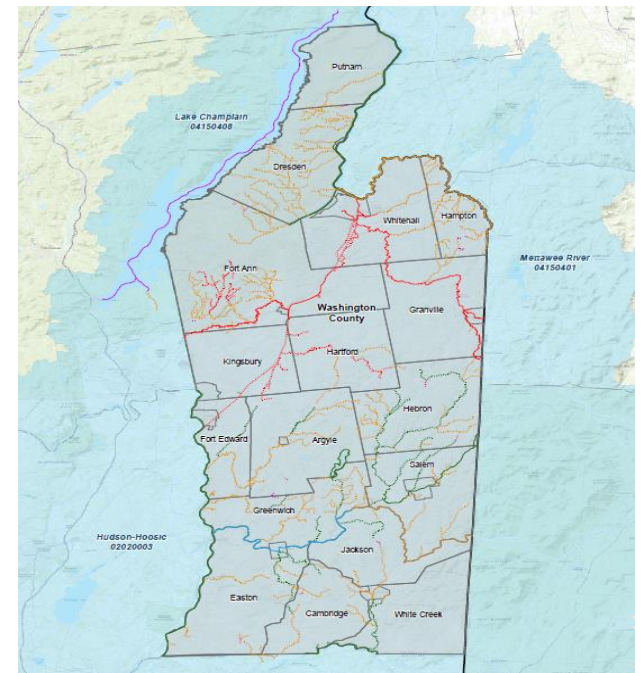 Putnam
Lake Champlain
04150408
Dresden
Whitehall
Hampton
Mettawee River
04150401
Fort Ann
Washington
County
Granville
Kingsbury
Hartford
Hebron
Fort Edward
Argyle
Salem
Greenwich
Hudson-Hoosic
02020003
Jackson
Easton
Cambridge
White Creek